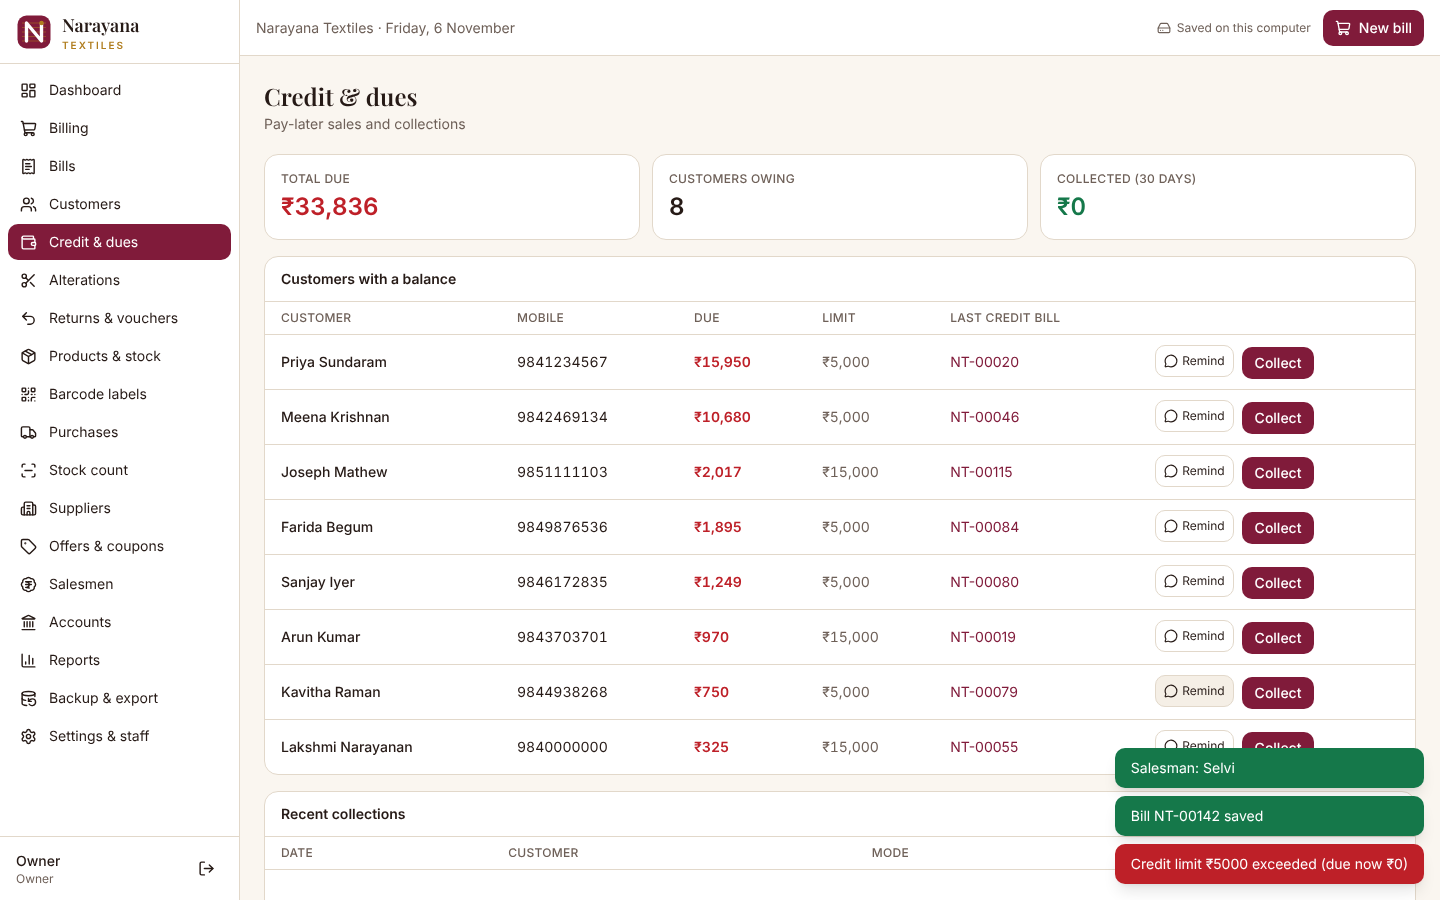 Narayana
TEXTILES
Narayana Textiles · Friday, 6 November
Saved on this computer
New bill
Dashboard
Billing
Bills
Customers
Credit & dues
Alterations
Returns & vouchers
Products & stock
Barcode labels
Purchases
Stock count
Suppliers
Offers & coupons
Salesmen
Accounts
Reports
Backup & export
Settings & staff
Owner
Owner
Credit & dues
Pay-later sales and collections
TOTAL DUE
₹33,836
CUSTOMERS OWING
8
COLLECTED (30 DAYS)
₹0
Customers with a balance
CUSTOMER MOBILE DUE LIMIT LAST CREDIT BILL
Priya Sundaram 9841234567 ₹15,950 ₹5,000 NT-00020 Remind Collect
Meena Krishnan 9842469134 ₹10,680 ₹5,000 NT-00046 Remind Collect
Joseph Mathew 9851111103 ₹2,017 ₹15,000 NT-00115 Remind Collect
Farida Begum 9849876536 ₹1,895 ₹5,000 NT-00084 Remind Collect
Sanjay Iyer 9846172835 ₹1,249 ₹5,000 NT-00080 Remind Collect
Arun Kumar 9843703701 ₹970 ₹15,000 NT-00019 Remind Collect
Kavitha Raman 9844938268 ₹750 ₹5,000 NT-00079 Remind Collect
Lakshmi Narayanan 9840000000 ₹325 ₹15,000 NT-00055 Remind Collect
Recent collections
DATE CUSTOMER MODE
Salesman: Selvi
Bill NT-00142 saved
Credit limit ₹5000 exceeded (due now ₹0)